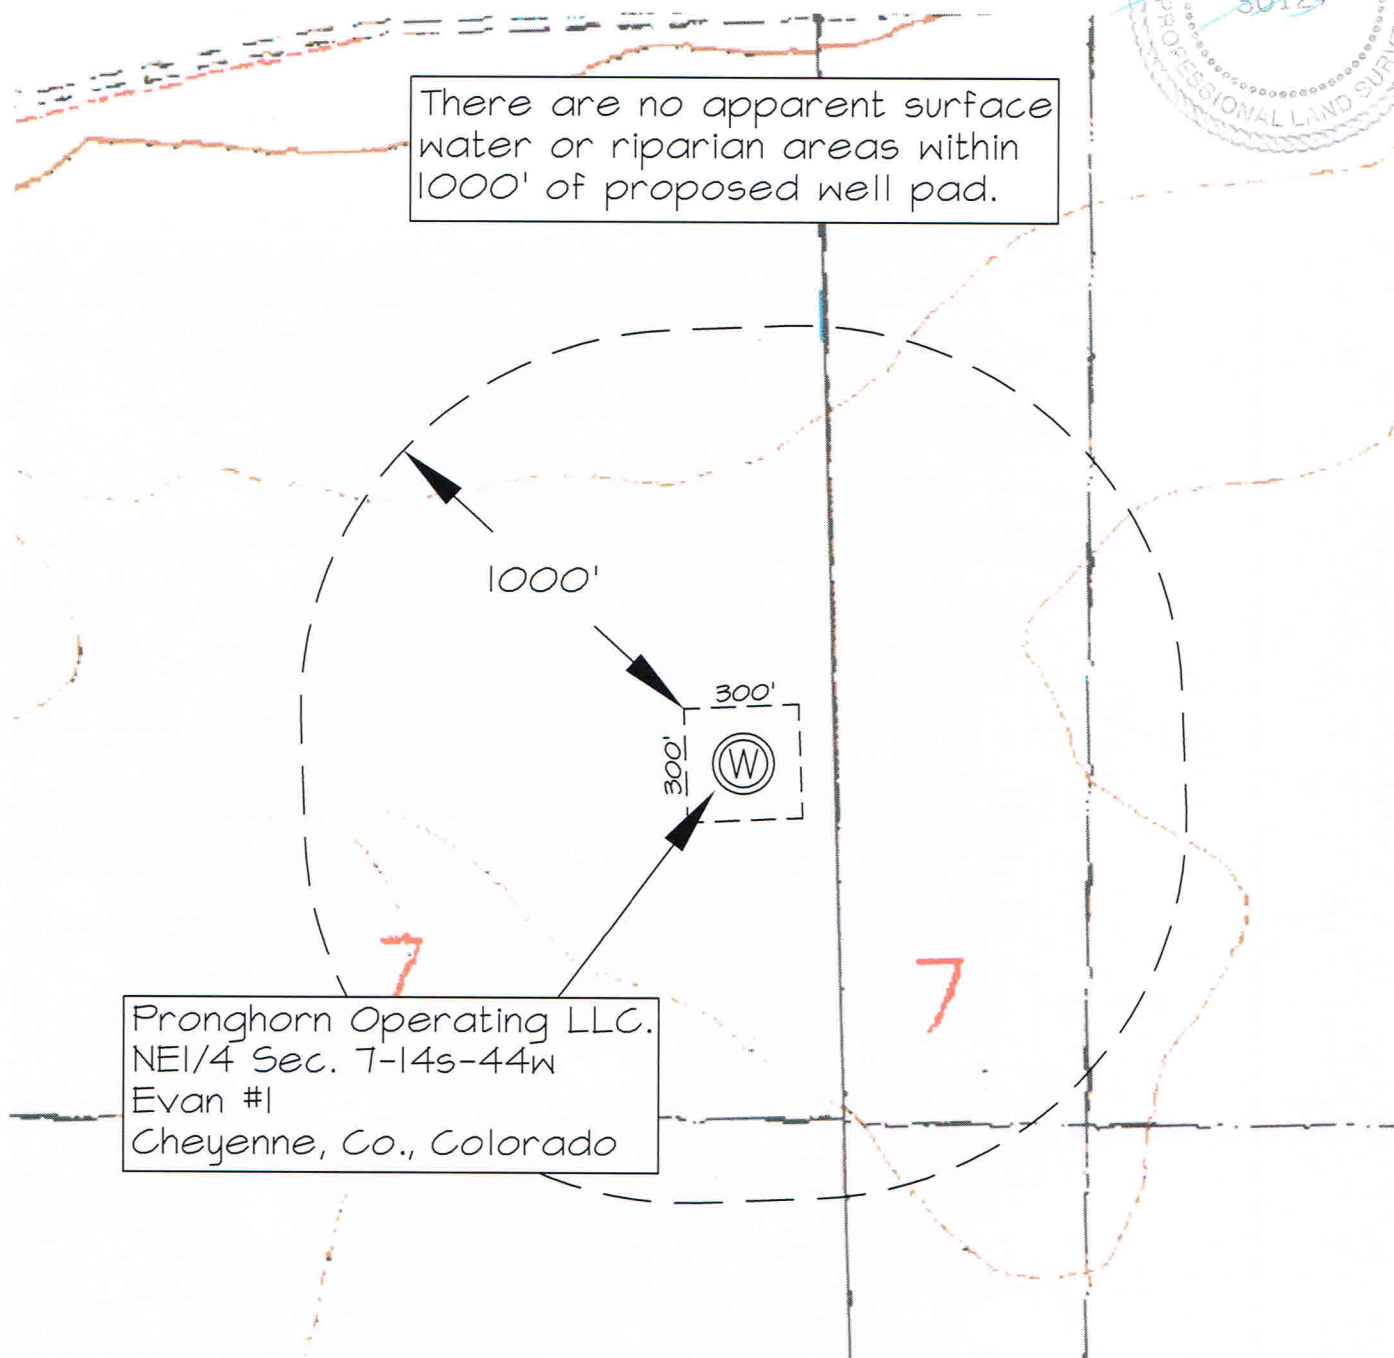 PROFESSIONAL LAND
There are no apparent surface
water or riparian areas within
1000' of proposed well pad.
1000'
300'
300'
W
7
7
Pronghorn Operating LLC.
NE1/4 Sec. 7-14s-44w
Evan #1
Cheyenne, Co., Colorado